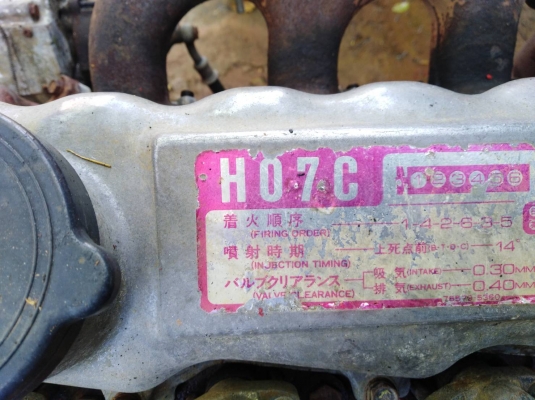 H07C
着火順序 1-4-2-6-3-5
(FIRING ORDER)
噴射時期 上死点前(B·T·D·C) 14
(INJECTION TIMING)
バルブクリアランス 吸気(INTAKE) 0.30MM
(VALVE CLEARANCE) 排気(EXHAUST) 0.40MM